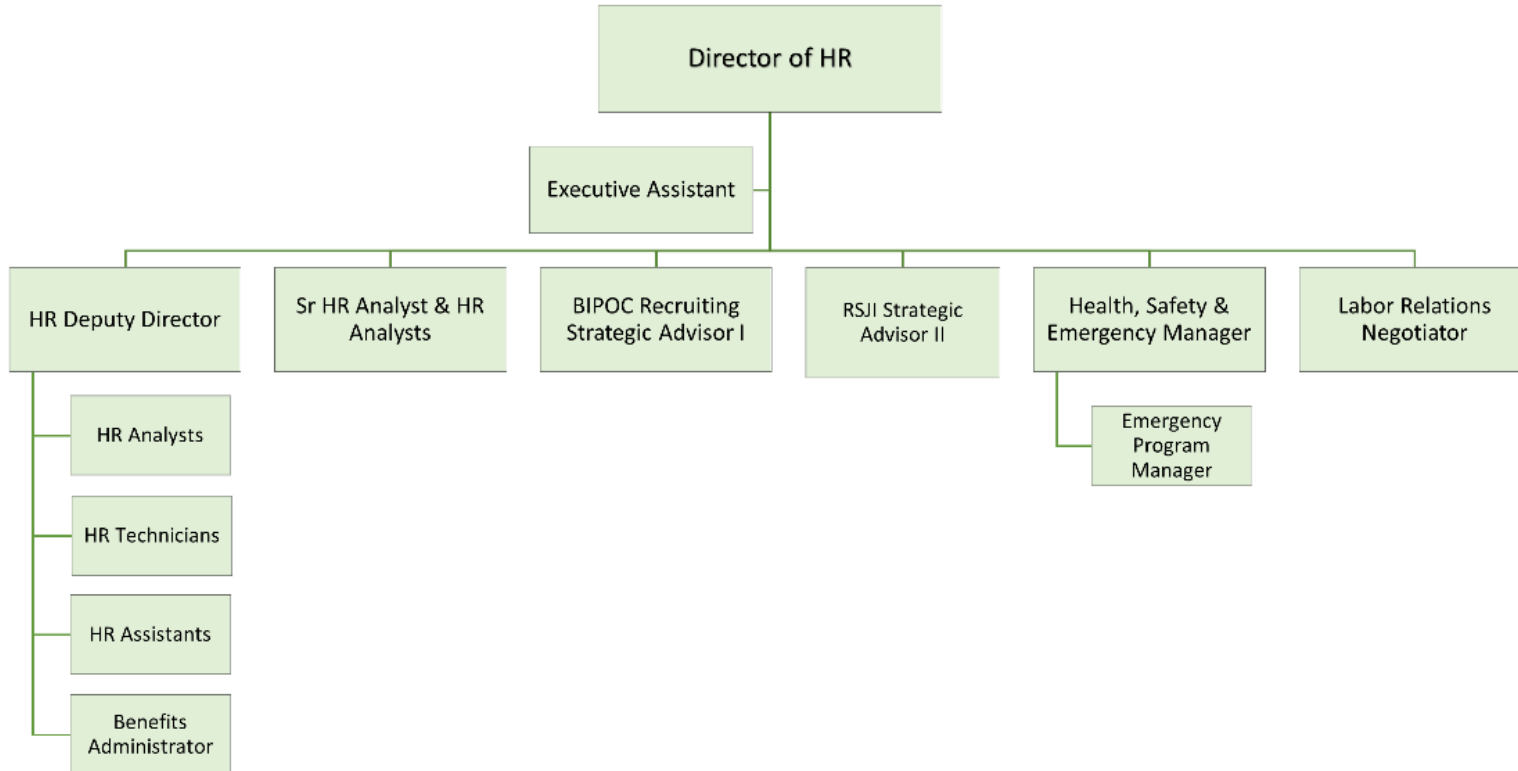 Director of HR
Executive Assistant
HR Deputy Director
Sr HR Analyst & HR
Analysts
BIPOC Recruiting
Strategic Advisor I
RSJI Strategic
Advisor II
Health, Safety &
Emergency Manager
Labor Relations
Negotiator
HR Analysts
HR Technicians
HR Assistants
Benefits
Administrator
Emergency
Program
Manager